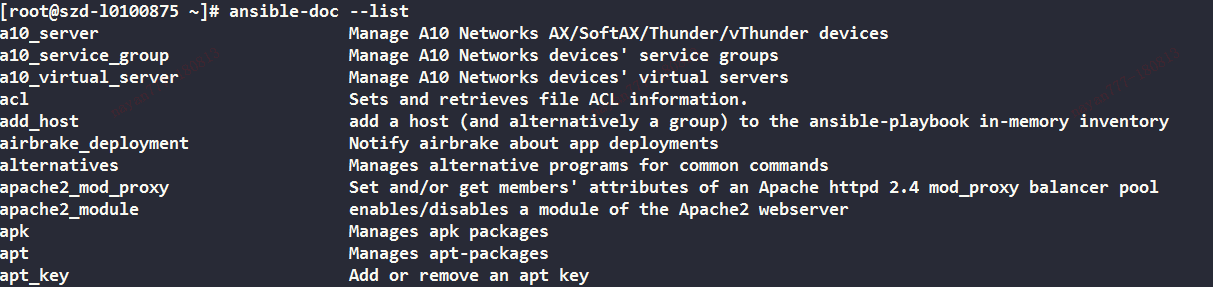 [root@szd-l0100875 ~]# ansible-doc --list
a10_server Manage A10 Networks AX/SoftAX/Thunder/vThunder devices
a10_service_group Manage A10 Networks devices' service groups
a10_virtual_server Manage A10 Networks devices' virtual servers
acl Sets and retrieves file ACL information.
add_host add a host (and alternatively a group) to the ansible-playbook in-memory inventory
airbrake_deployment Notify airbrake about app deployments
alternatives Manages alternative programs for common commands
apache2_mod_proxy Set and/or get members' attributes of an Apache httpd 2.4 mod_proxy balancer pool
apache2_module enables/disables a module of the Apache2 webserver
apk Manages apk packages
apt Manages apt-packages
apt_key Add or remove an apt key